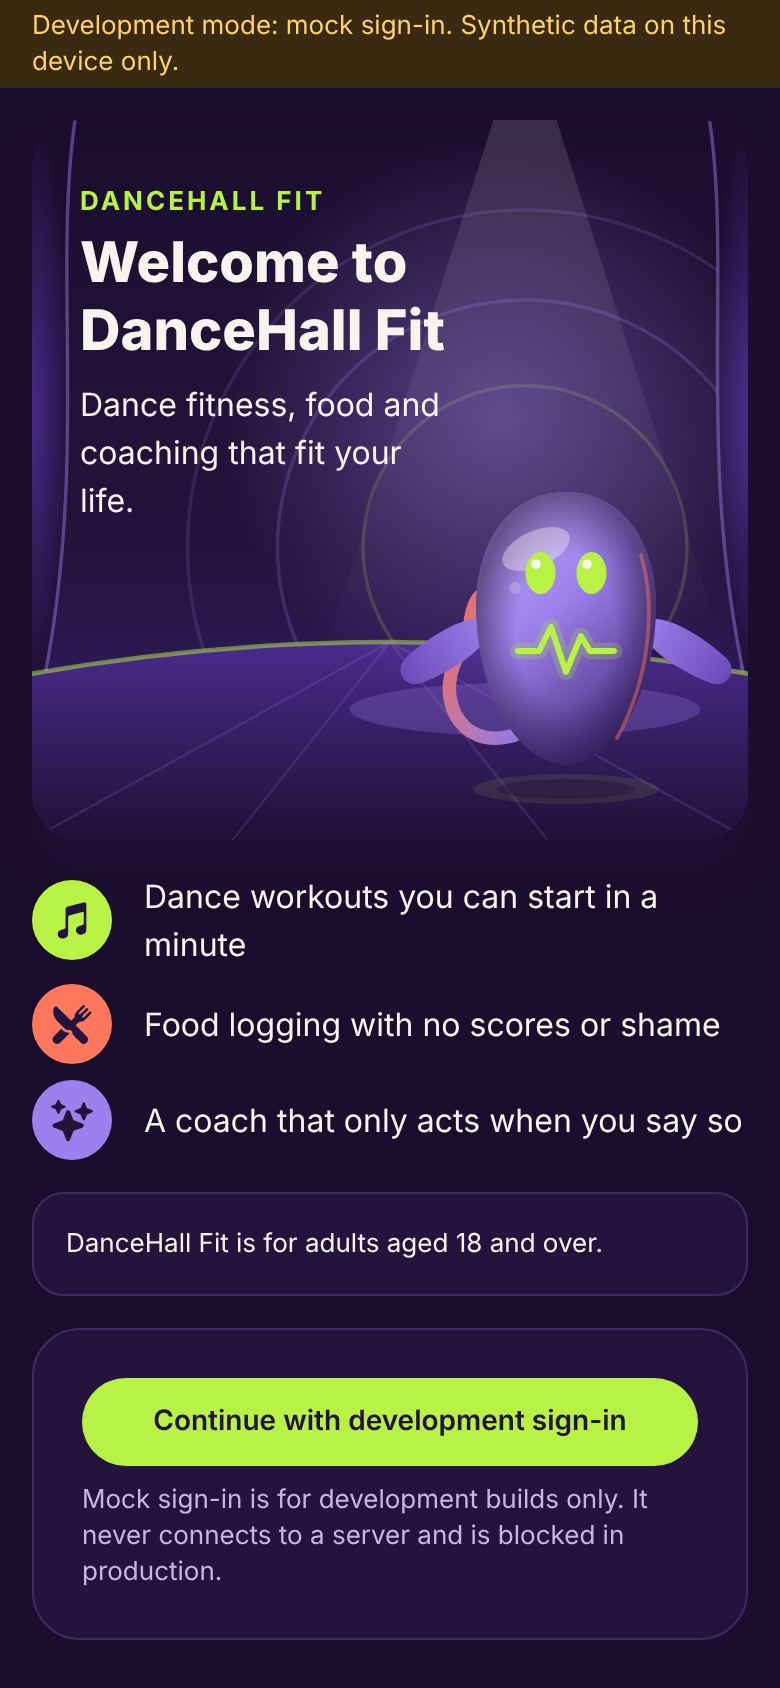 Development mode: mock sign-in. Synthetic data on this
device only.
DANCEHALL FIT
Welcome to
DanceHall Fit
Dance fitness, food and
coaching that fit your
life.
Dance workouts you can start in a
minute
Food logging with no scores or shame
A coach that only acts when you say so
DanceHall Fit is for adults aged 18 and over.
Continue with development sign-in
Mock sign-in is for development builds only. It
never connects to a server and is blocked in
production.